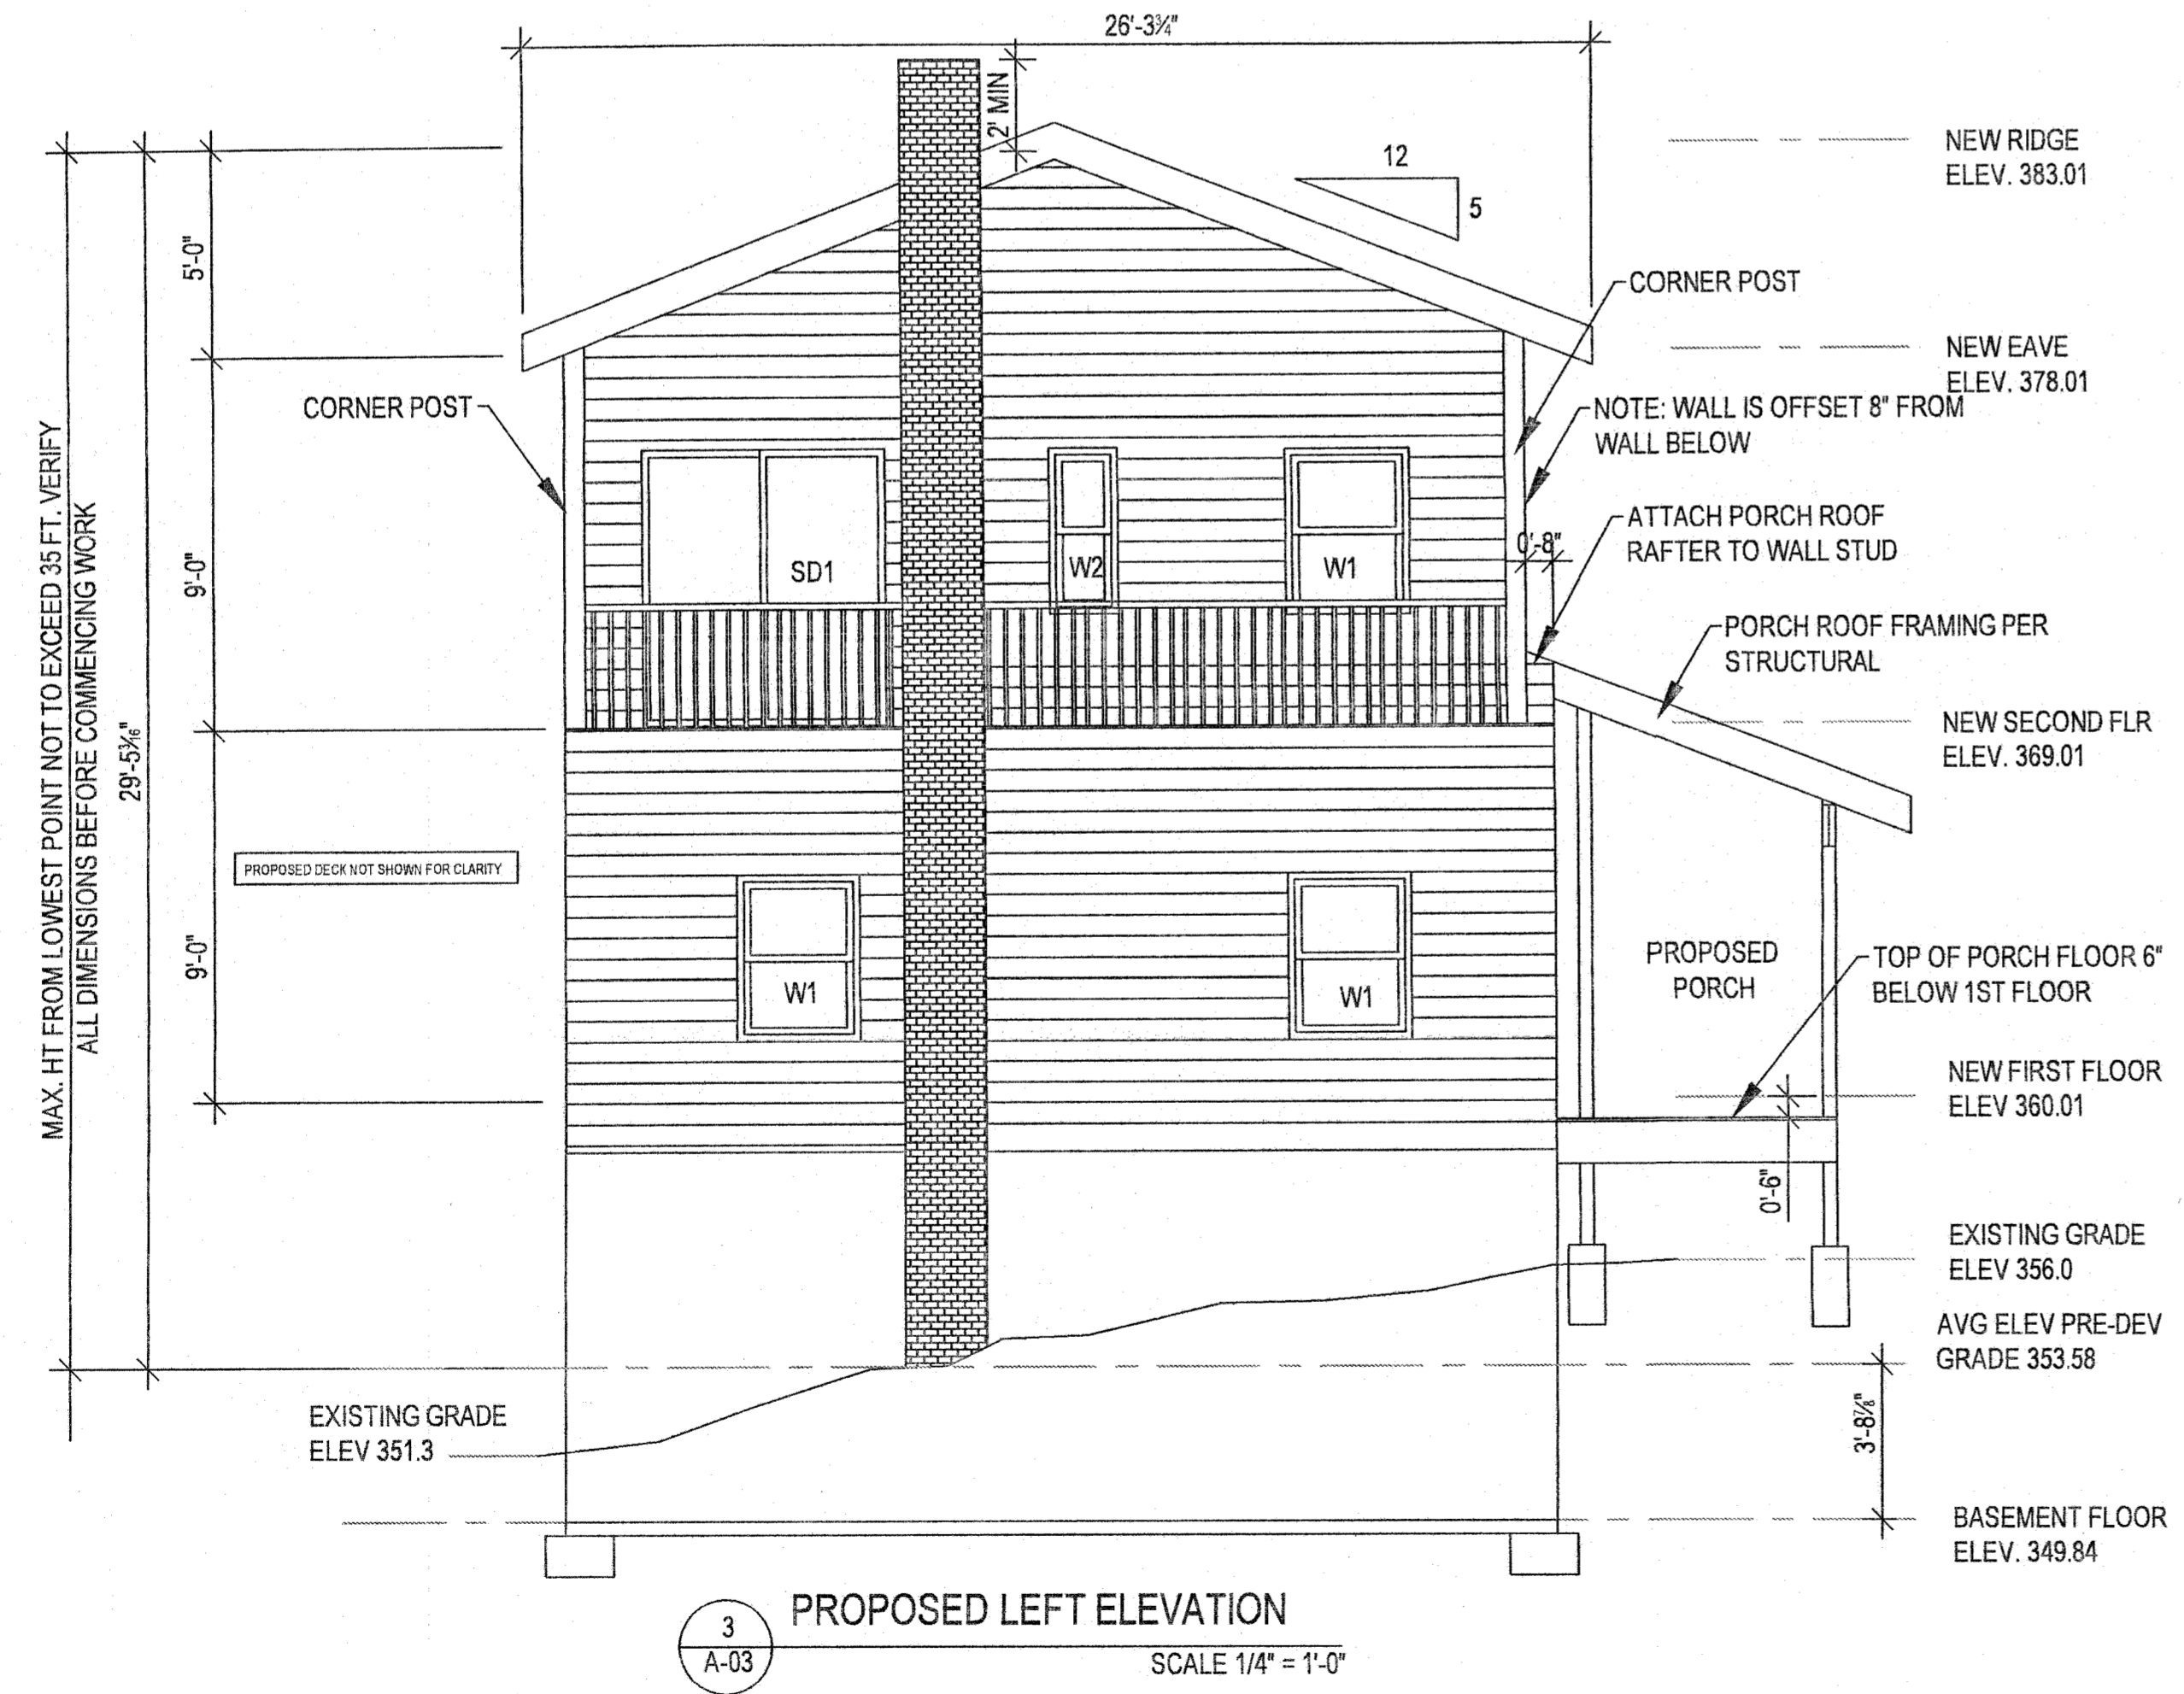 26'-3¾"
2' MIN
12
5
NEW RIDGE
ELEV. 383.01
5'-0"
CORNER POST
NEW EAVE
ELEV. 378.01
CORNER POST
NOTE: WALL IS OFFSET 8" FROM
WALL BELOW
MAX. HT FROM LOWEST POINT NOT TO EXCEED 35 FT. VERIFY
ALL DIMENSIONS BEFORE COMMENCING WORK
29'-5 3/16"
9'-0"
ATTACH PORCH ROOF
RAFTER TO WALL STUD
0'-8"
SD1
W2
W1
PORCH ROOF FRAMING PER
STRUCTURAL
NEW SECOND FLR
ELEV. 369.01
PROPOSED DECK NOT SHOWN FOR CLARITY
9'-0"
W1
W1
PROPOSED
PORCH
TOP OF PORCH FLOOR 6"
BELOW 1ST FLOOR
NEW FIRST FLOOR
ELEV 360.01
0'-6"
EXISTING GRADE
ELEV 356.0
AVG ELEV PRE-DEV
GRADE 353.58
EXISTING GRADE
ELEV 351.3
3'-8⅞"
BASEMENT FLOOR
ELEV. 349.84
3
A-03
PROPOSED LEFT ELEVATION
SCALE 1/4" = 1'-0"